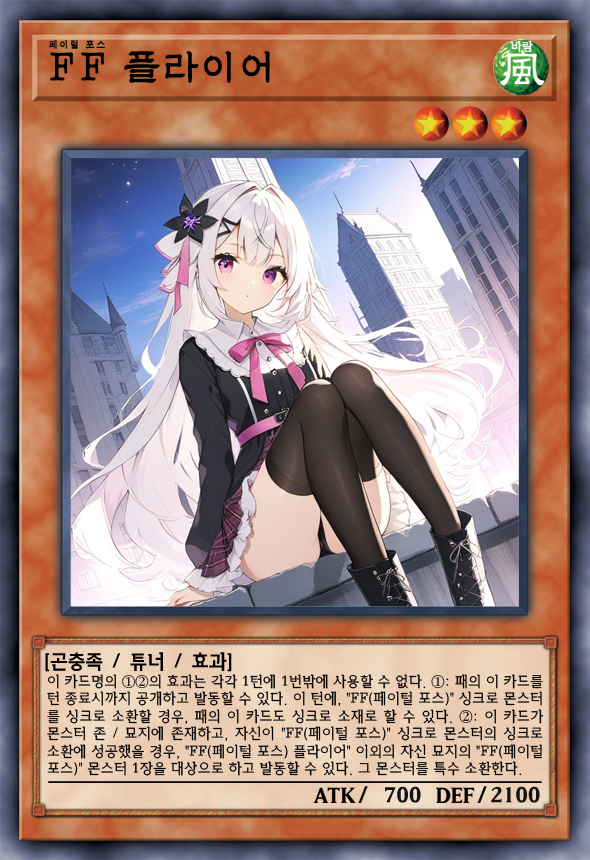 페이털 포스
FF 플라이어
바람
風
[곤충족 / 튜너 / 효과]
이 카드명의 ①②의 효과는 각각 1턴에 1번밖에 사용할 수 없다. ①: 패의 이 카드를
턴 종료시까지 공개하고 발동할 수 있다. 이 턴에, "FF(페이털 포스)" 싱크로 몬스터
를 싱크로 소환할 경우, 패의 이 카드도 싱크로 소재로 할 수 있다. ②: 이 카드가
몬스터 존 / 묘지에 존재하고, 자신이 "FF(페이털 포스)" 싱크로 몬스터의 싱크로
소환에 성공했을 경우, "FF(페이털 포스) 플라이어" 이외의 자신 묘지의 "FF(페이털
포스)" 몬스터 1장을 대상으로 하고 발동할 수 있다. 그 몬스터를 특수 소환한다.
ATK/ 700 DEF/2100